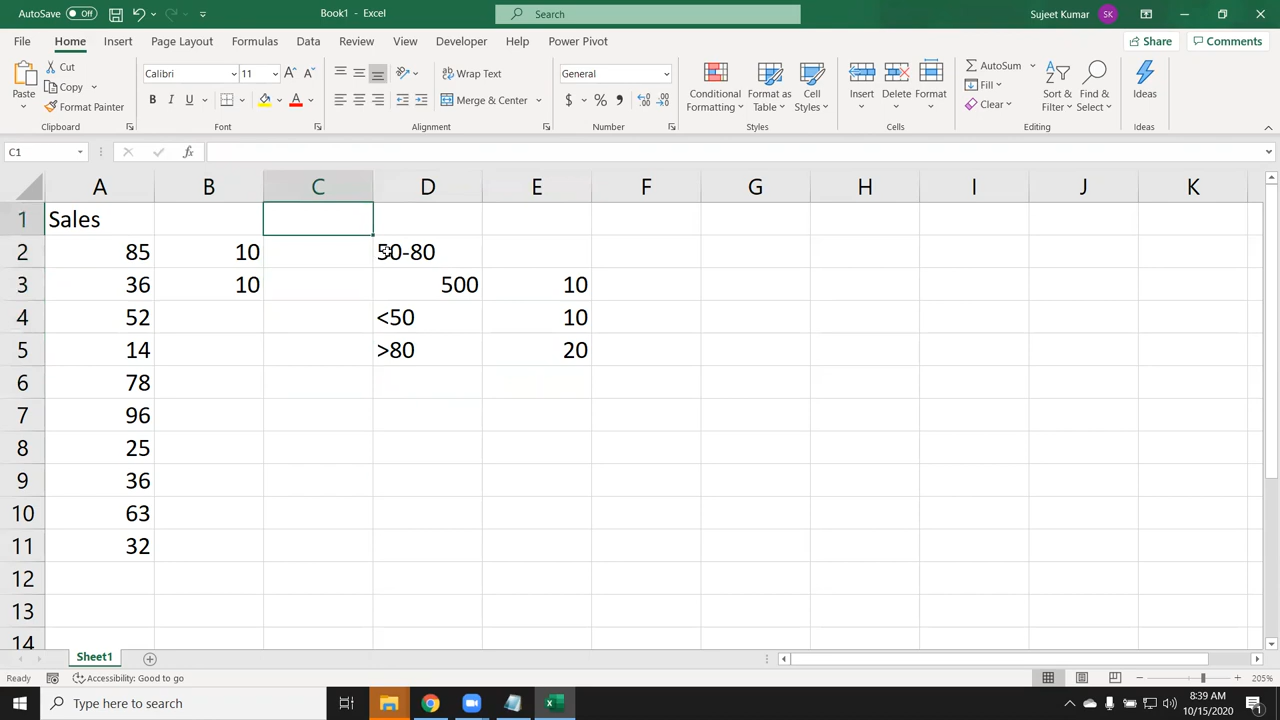 AutoSave Off Book1 - Excel Search Sujeet Kumar SK
File Home Insert Page Layout Formulas Data Review View Developer Help Power Pivot Share Comments
Paste Cut Copy Format Painter Clipboard
Calibri 11 A A B I U A Font
Wrap Text Merge & Center Alignment
General $ % Number
Conditional Formatting Format as Table Cell Styles Styles
Insert Delete Format Cells
AutoSum Fill Clear Sort & Filter Find & Select Editing
Ideas Ideas
C1 fx
A B C D E F G H I J K
1 Sales
2 85 10 50-80
3 36 10 500 10
4 52 <50 10
5 14 >80 20
6 78
7 96
8 25
9 36
10 63
11 32
12
13
14
Sheet1
Ready Accessibility: Good to go 205%
Type here to search 8:39 AM
10/15/2020